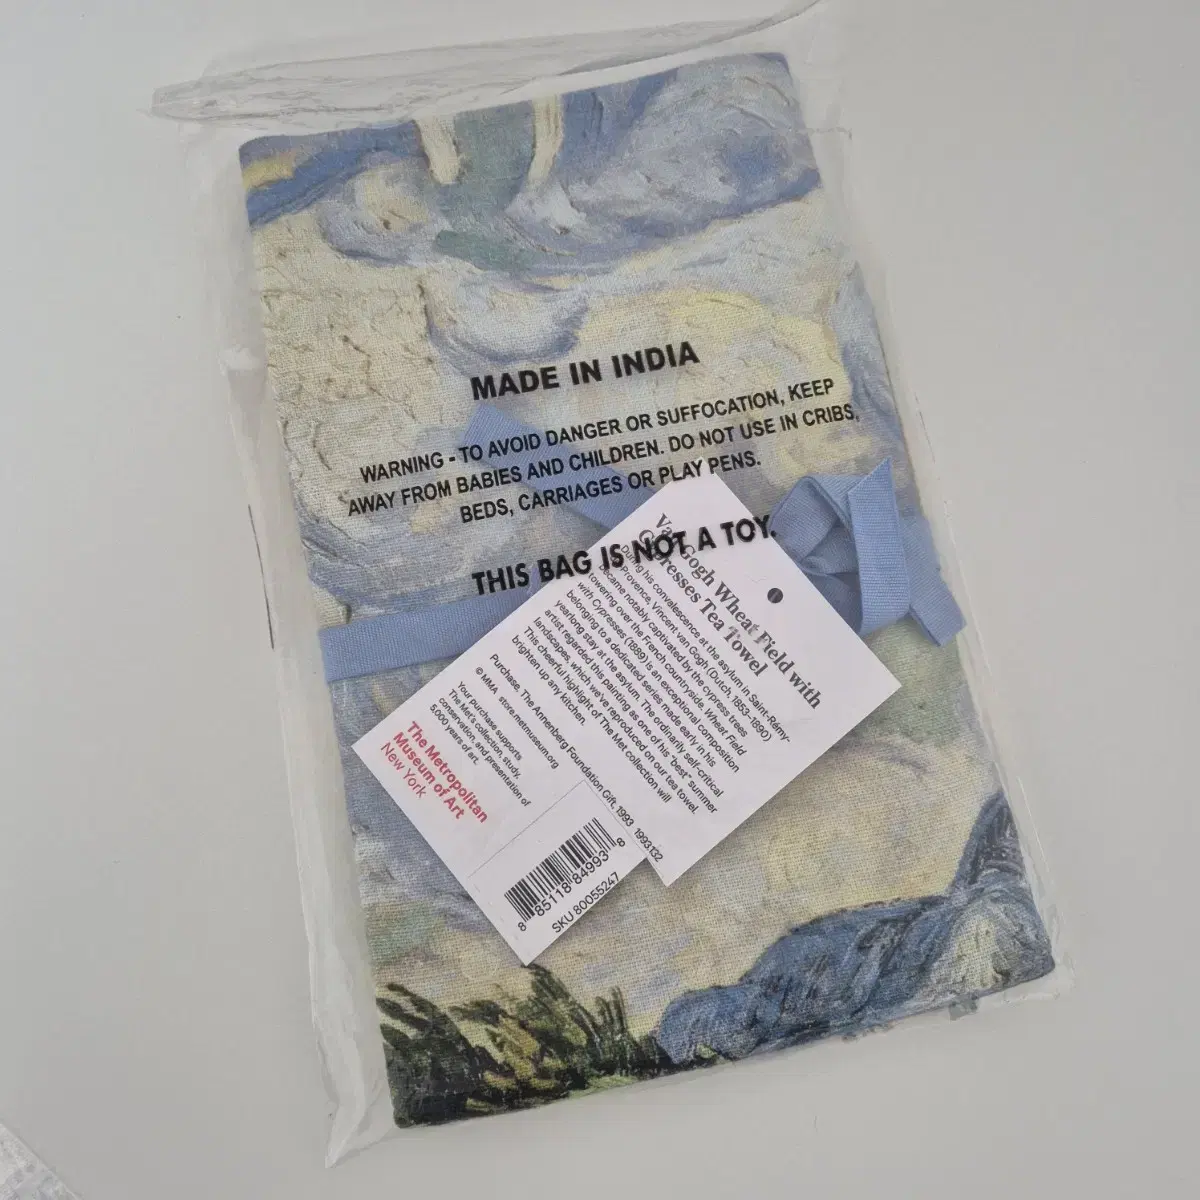 MADE IN INDIA
WARNING - TO AVOID DANGER OR SUFFOCATION, KEEP
AWAY FROM BABIES AND CHILDREN. DO NOT USE IN CRIBS,
BEDS, CARRIAGES OR PLAY PENS.
THIS BAG IS NOT A TOY.
Van Gogh Wheat Field with
Cypresses Tea Towel
During his convalescence at the asylum in Saint-Rémy-
de-Provence, Vincent van Gogh (Dutch, 1853–1890)
became notably captivated by the cypress trees
towering over the French countryside. Wheat Field
with Cypresses (1889) is an exceptional composition
belonging to a dedicated series made early in his
yearlong stay at the asylum. The ordinarily self-critical
artist regarded this painting as one of his "best" summer
landscapes, which we've reproduced on our tea towel.
This cheerful highlight of The Met collection will
brighten up any kitchen.
Purchase, The Annenberg Foundation Gift, 1993 1993.132
© MMA store.metmuseum.org
Your purchase supports
The Met's collection, study,
conservation, and presentation of
5,000 years of art.
The Metropolitan
Museum of Art
New York
8 85118 84993 8
SKU 80055247